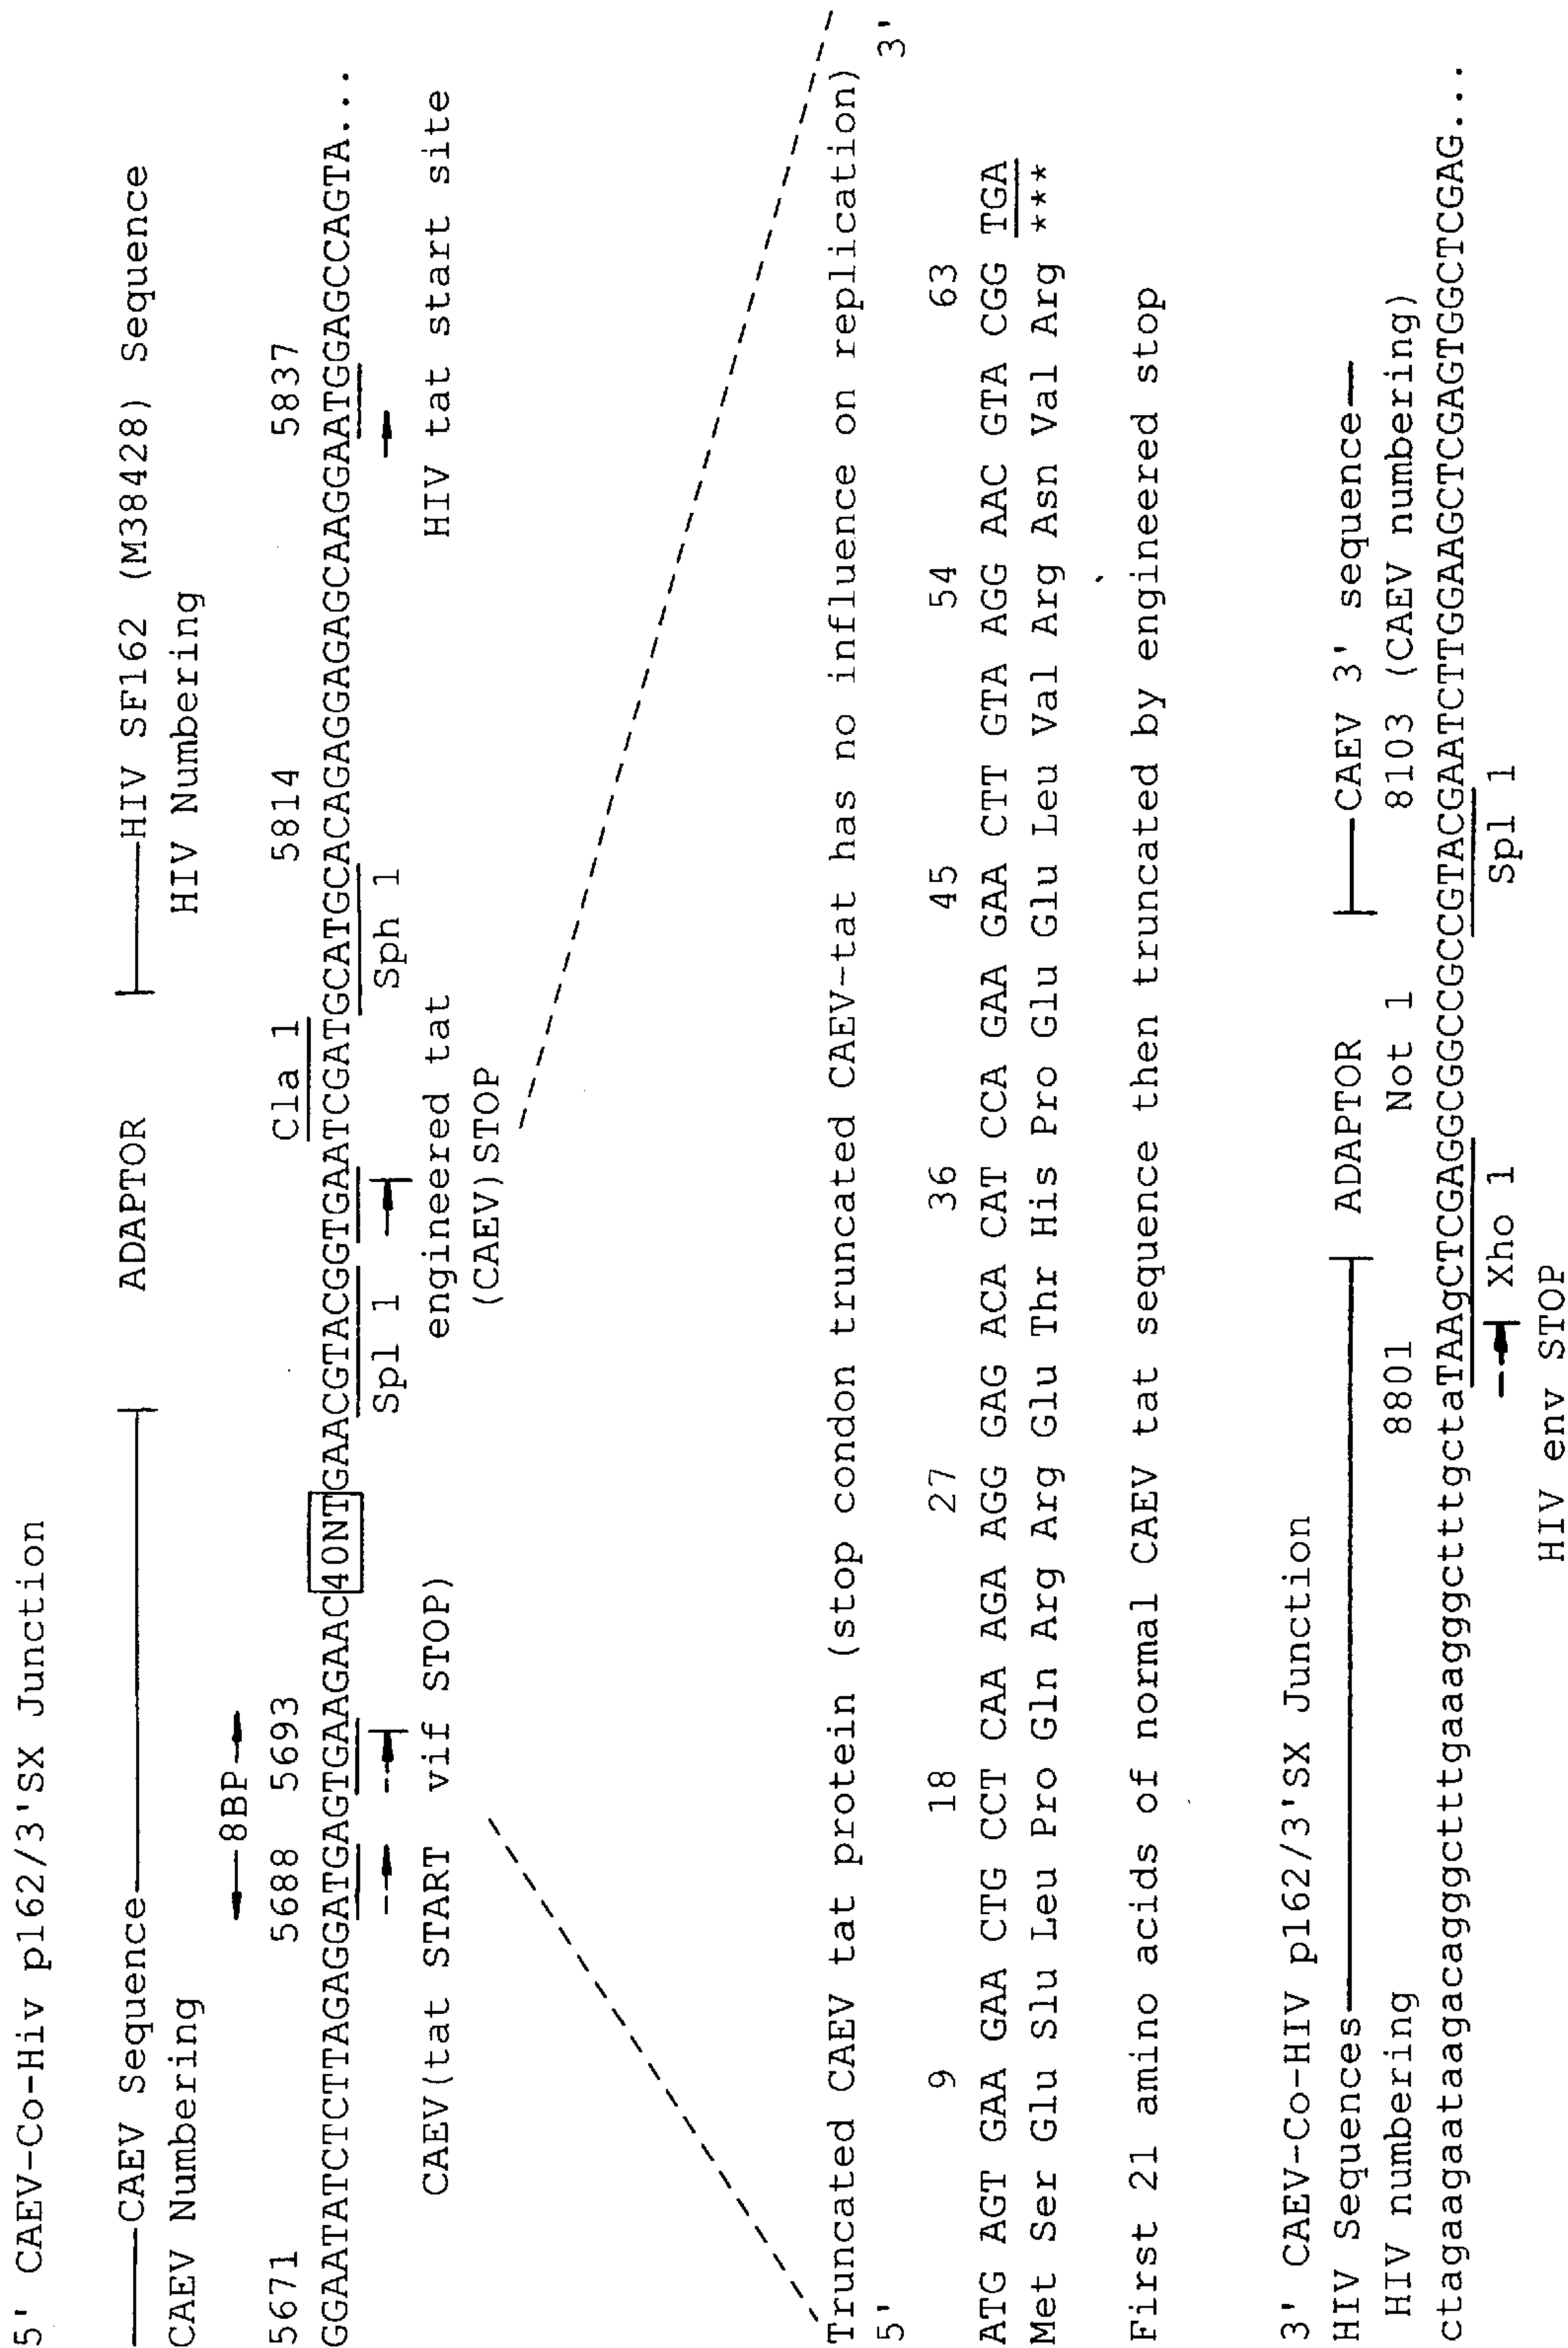 5' CAEV-Co-Hiv p162/3'SX Junction
CAEV Sequence ADAPTOR HIV SF162 (M38428) Sequence
CAEV Numbering HIV Numbering
8BP
5671 5688 5693 Cla 1 5814 5837
GGAATATCTCTTAGAGGATGAGTGAAGAAC40NTGAACGTACGGTGAATCGATGCATGCACAGAGGAGAGCAAGGAATGGAGCCAGTA...
Spl 1 Sph 1
CAEV(tat START vif STOP) engineered tat HIV tat start site
(CAEV)STOP
Truncated CAEV tat protein (stop condon truncated CAEV-tat has no influence on replication)
5' 3'
9 18 27 36 45 54 63
ATG AGT GAA GAA CTG CCT CAA AGA AGG GAG ACA CAT CCA GAA GAA CTT GTA AGG AAC GTA CGG TGA
Met Ser Glu Slu Leu Pro Gln Arg Arg Glu Thr His Pro Glu Glu Leu Val Arg Asn Val Arg ***
First 21 amino acids of normal CAEV tat sequence then truncated by engineered stop
3' CAEV-Co-HIV p162/3'SX Junction
HIV Sequences ADAPTOR CAEV 3' sequence
HIV numbering 8801 Not 1 8103 (CAEV numbering)
ctagaagaataagacagggctttgaaagggctttgctaTAAgCTCGAGGCGGCCGCCGTACGAATCTTGGAAGCTCGAGTGGCTCGAG...
Xho 1 Spl 1
HIV env STOP